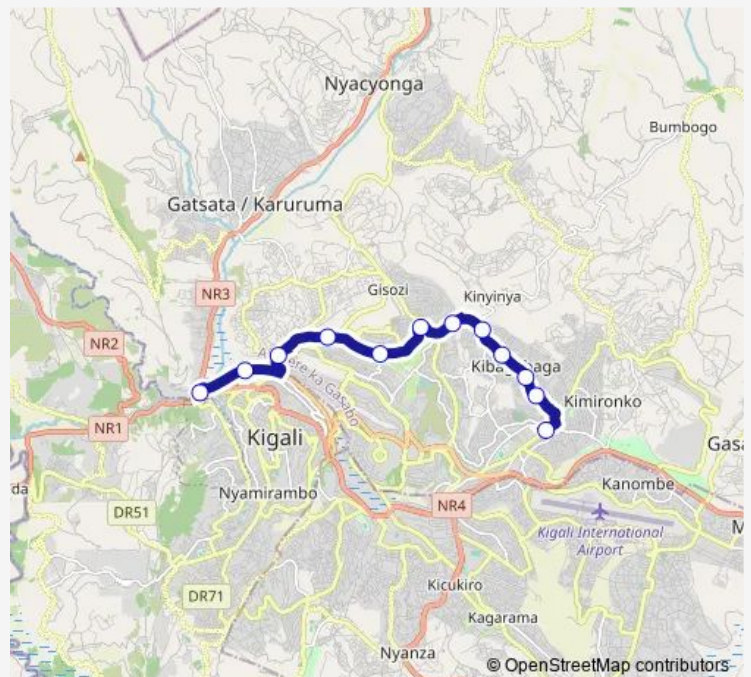 Nyacyonga
Bumbogo
Gatsata / Karuruma
NR3
Gisozi
Kinyinya
NR2
Kimironko
NR1
Kigali
Gasa
Nyamirambo
Kanombe
DR51
NR4
Kigali International
Airport
Kicukiro
DR71
Kagarama
Nyanza
© OpenStreetMap contributors